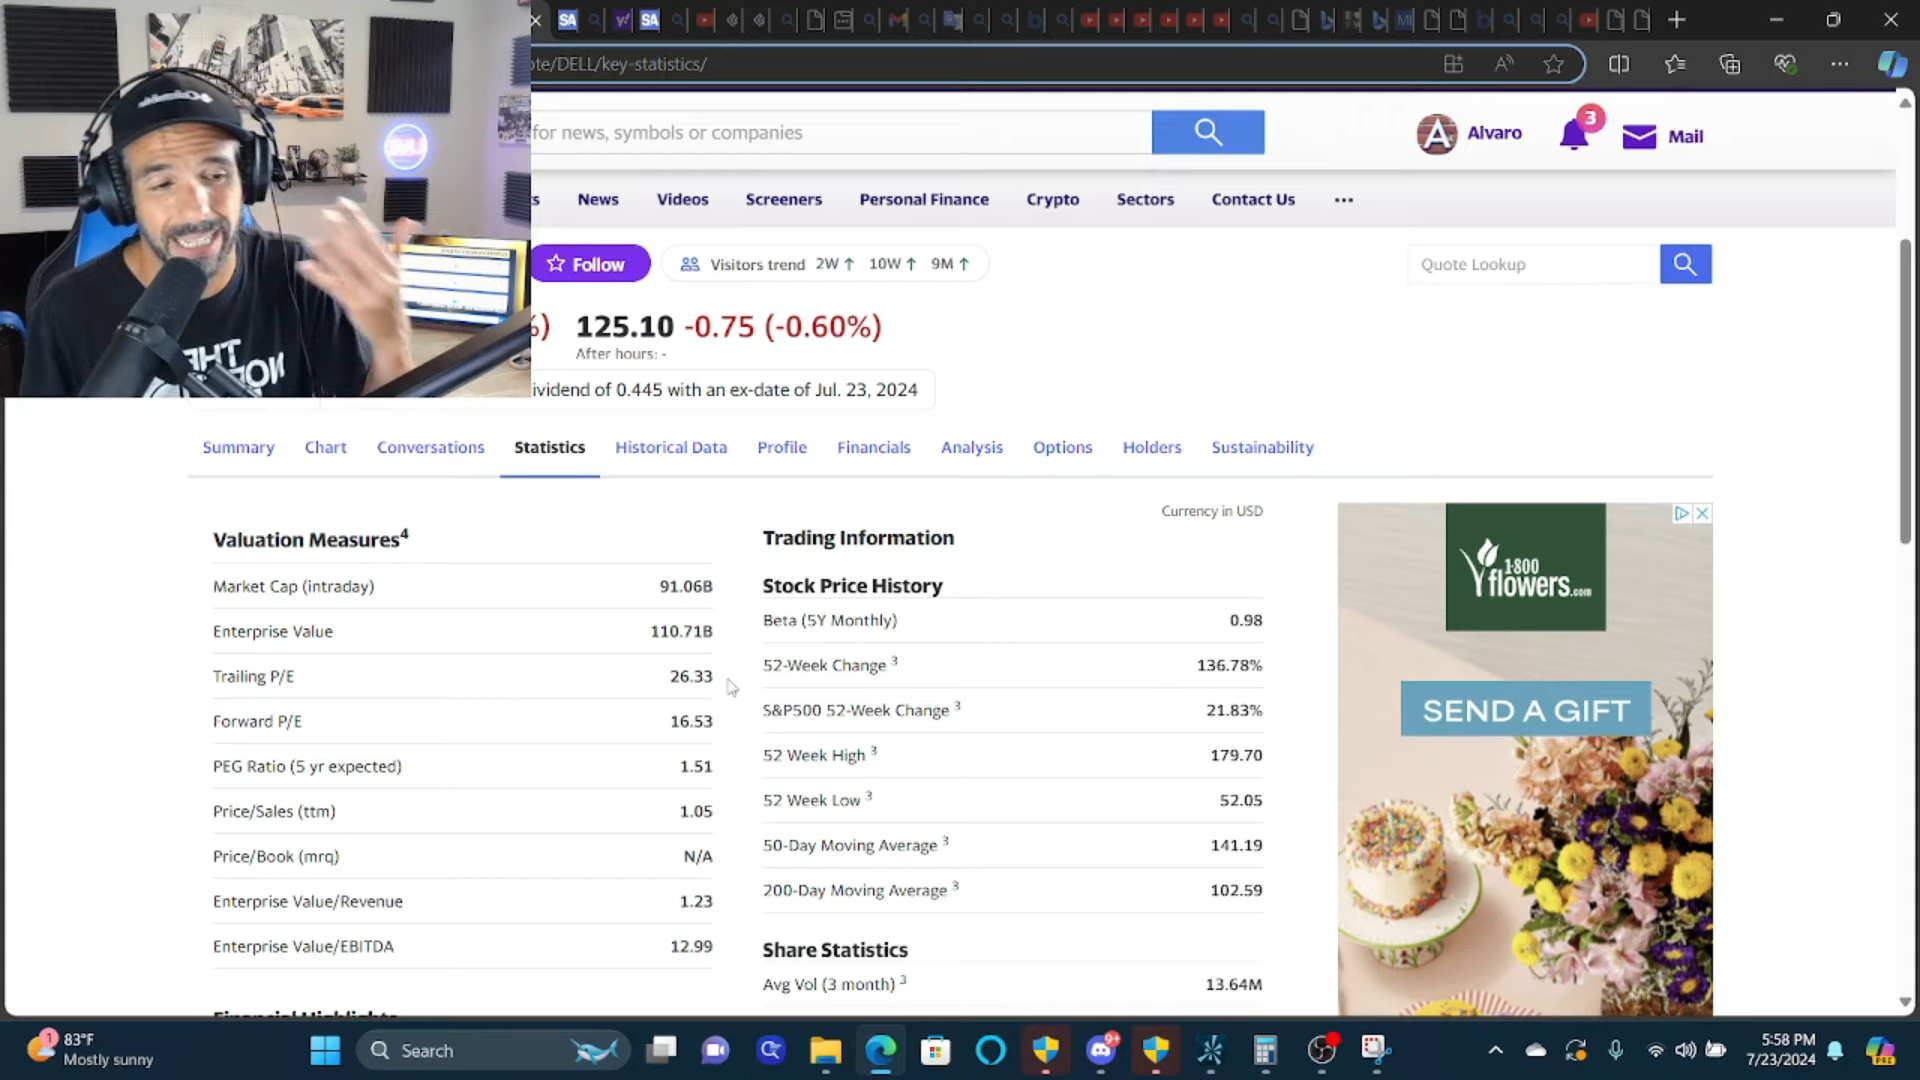 te/DELL/key-statistics/
for news, symbols or companies
Alvaro
3
Mail
s
News
Videos
Screeners
Personal Finance
Crypto
Sectors
Contact Us
Follow
Visitors trend 2W 10W 9M
Quote Lookup
%) 125.10 -0.75 (-0.60%)
After hours: -
ividend of 0.445 with an ex-date of Jul. 23, 2024
Summary
Chart
Conversations
Statistics
Historical Data
Profile
Financials
Analysis
Options
Holders
Sustainability
Currency in USD
Valuation Measures4
Market Cap (intraday) 91.06B
Enterprise Value 110.71B
Trailing P/E 26.33
Forward P/E 16.53
PEG Ratio (5 yr expected) 1.51
Price/Sales (ttm) 1.05
Price/Book (mrq) N/A
Enterprise Value/Revenue 1.23
Enterprise Value/EBITDA 12.99
Financial Highlights
Trading Information
Stock Price History
Beta (5Y Monthly) 0.98
52-Week Change 3 136.78%
S&P500 52-Week Change 3 21.83%
52 Week High 3 179.70
52 Week Low 3 52.05
50-Day Moving Average 3 141.19
200-Day Moving Average 3 102.59
Share Statistics
Avg Vol (3 month) 3 13.64M
1-800
flowers.com
SEND A GIFT
1
83°F
Mostly sunny
Search
9+
5:58 PM
7/23/2024